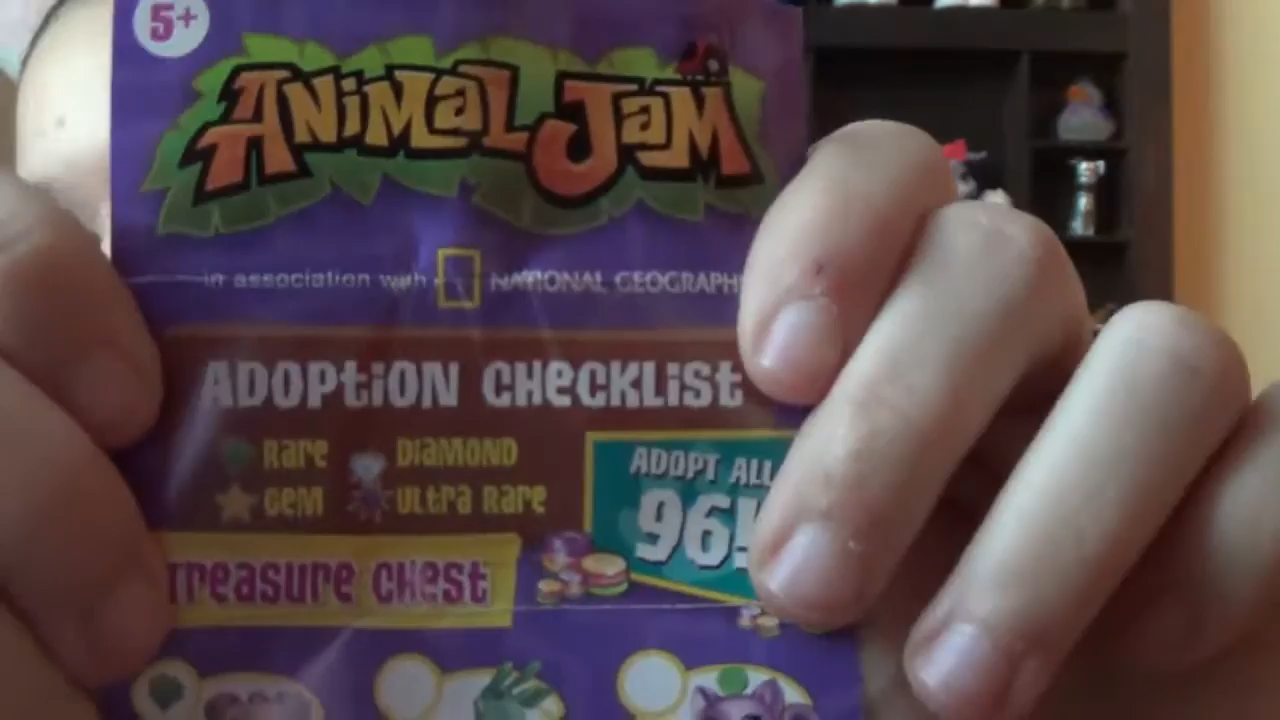 5+
ANIMAL JAM
in association with NATIONAL GEOGRAPHI
ADOPTION CHECKLIST
RARE DIAMOND
GEM ULTRA RARE
ADOPT ALL
96!
TREASURE CHEST